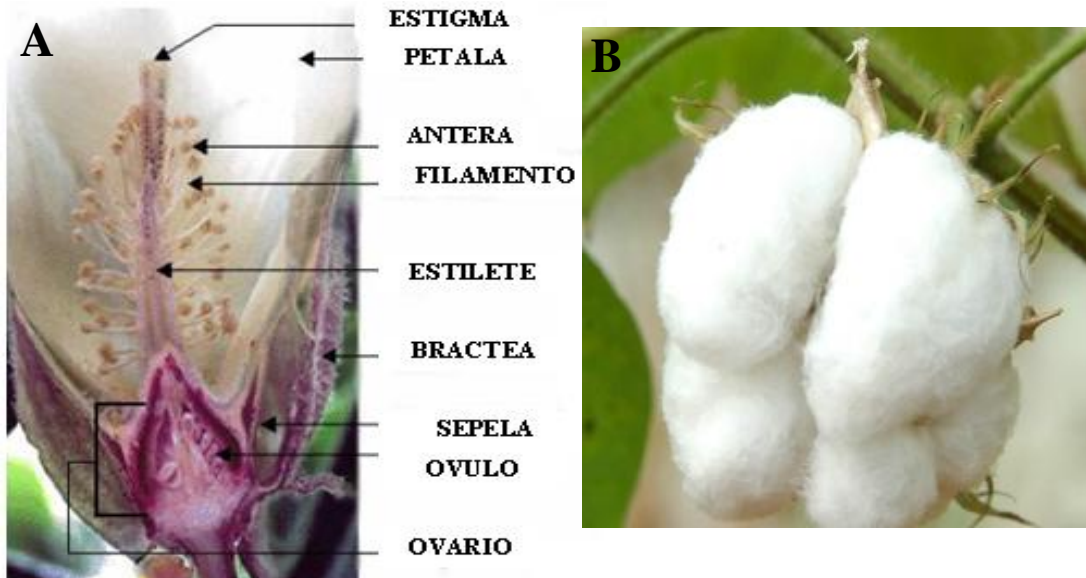 A
ESTIGMA
PETALA
ANTERA
FILAMENTO
ESTILETE
BRACTEA
SEPELA
OVULO
OVARIO
B